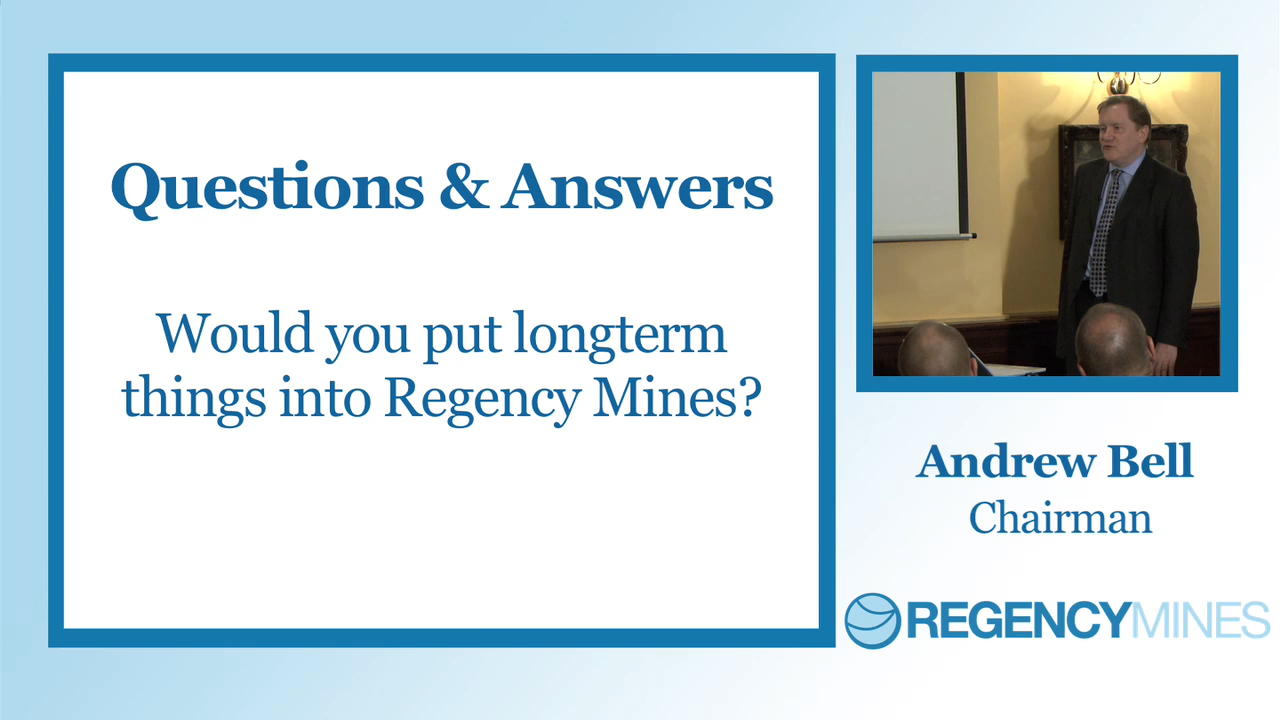 Questions & Answers
Would you put longterm
things into Regency Mines?
Andrew Bell
Chairman
REGENCYMINES